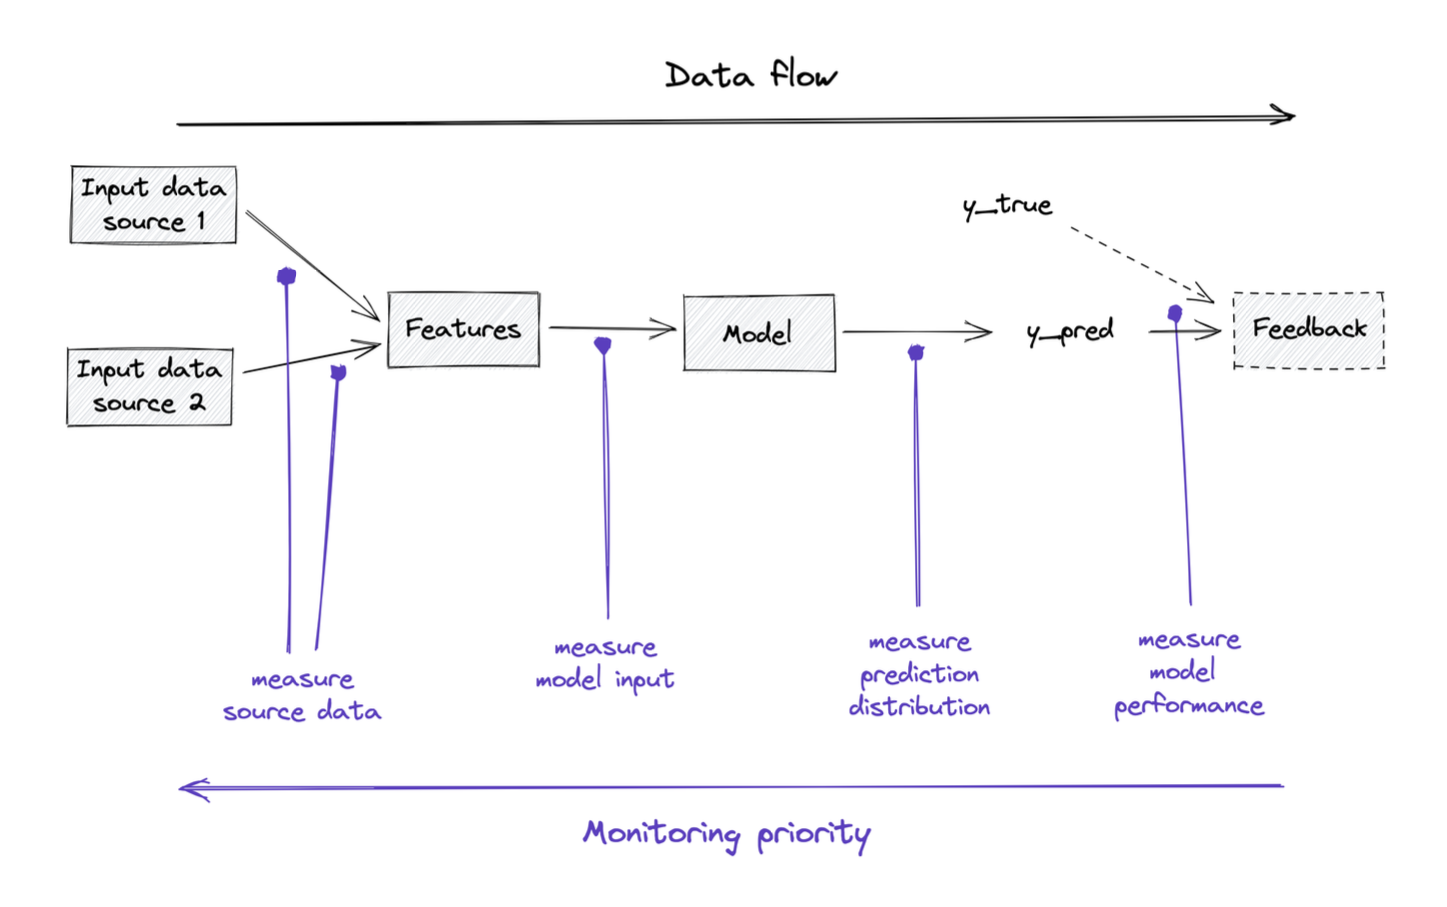 Data flow
Input data
source 1
y_true
Features
Model
y_pred
Feedback
Input data
source 2
measure
source data
measure
model input
measure
prediction
distribution
measure
model
performance
Monitoring priority